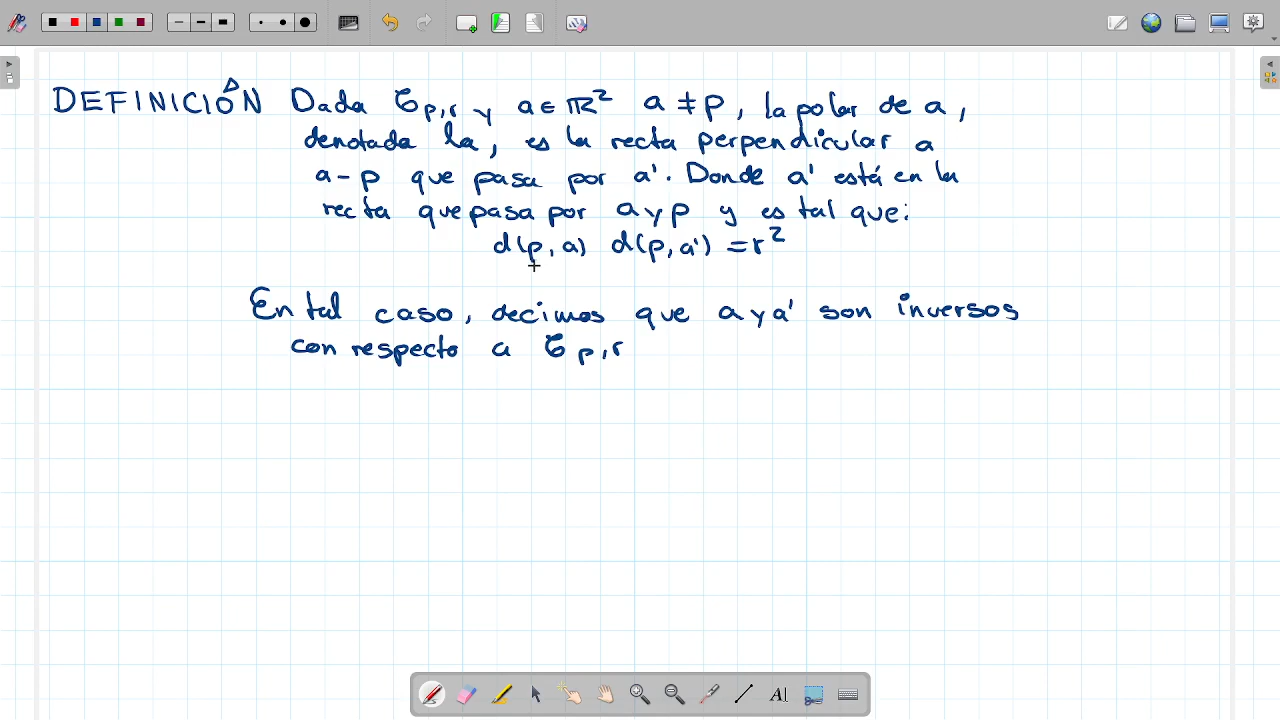 DEFINICIÓN Dada 𝒞p,r y a∈ℝ² a≠p, la polar de a,
denotada la, es la recta perpendicular a
a-p que pasa por a'. Donde a' está en la
recta que pasa por a y p y es tal que:
d(p,a) d(p,a') = r²
En tal caso, decimos que a y a' son inversos
con respecto a 𝒞p,r
AI